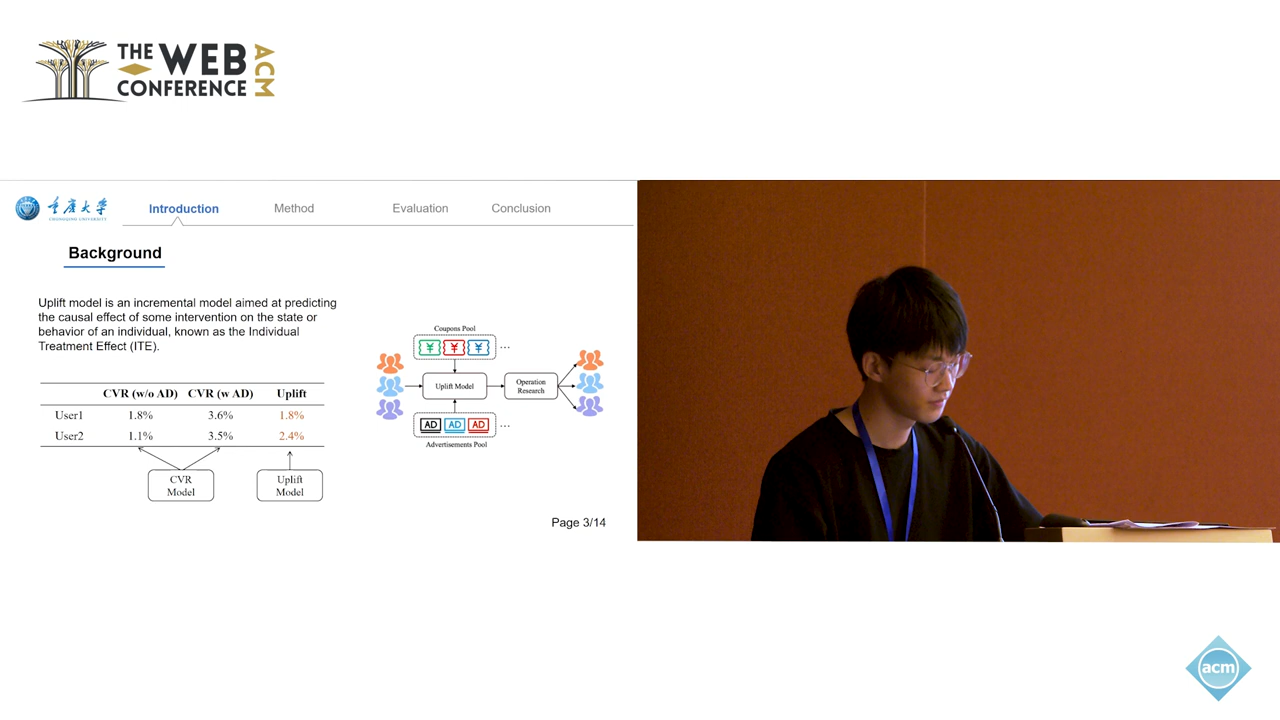 THE WEB
CONFERENCE
ACM
重庆大学
CHONGQING UNIVERSITY
Introduction
Method
Evaluation
Conclusion
Background
Uplift model is an incremental model aimed at predicting
the causal effect of some intervention on the state or
behavior of an individual, known as the Individual
Treatment Effect (ITE).
CVR (w/o AD) CVR (w AD) Uplift
User1 1.8% 3.6% 1.8%
User2 1.1% 3.5% 2.4%
CVR
Model
Uplift
Model
Coupons Pool
¥ ¥ ¥ ...
Uplift Model
Operation
Research
AD AD AD ...
Advertisements Pool
Page 3/14
acm